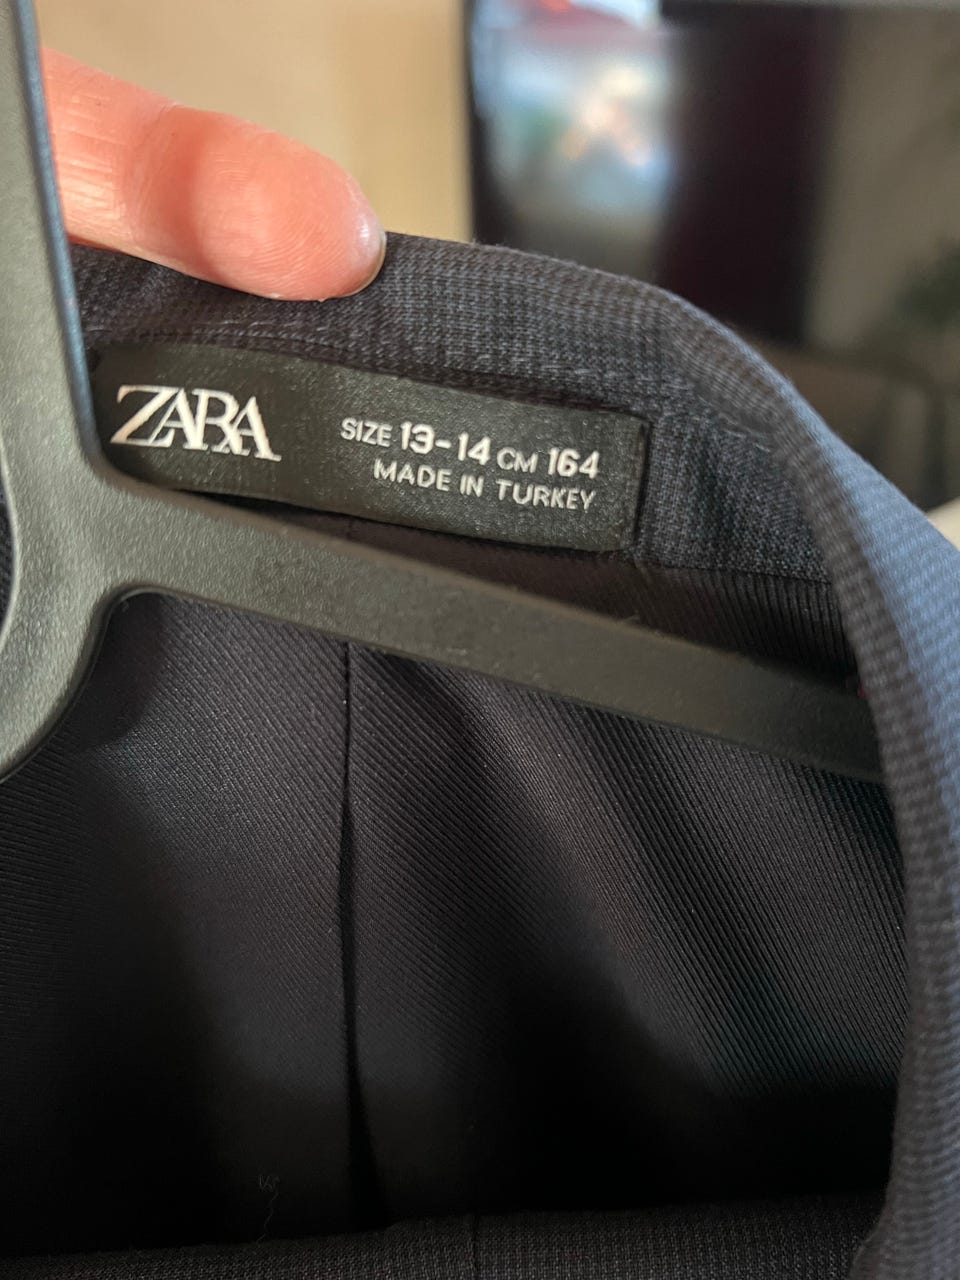 ZARA
SIZE 13-14 CM 164
MADE IN TURKEY